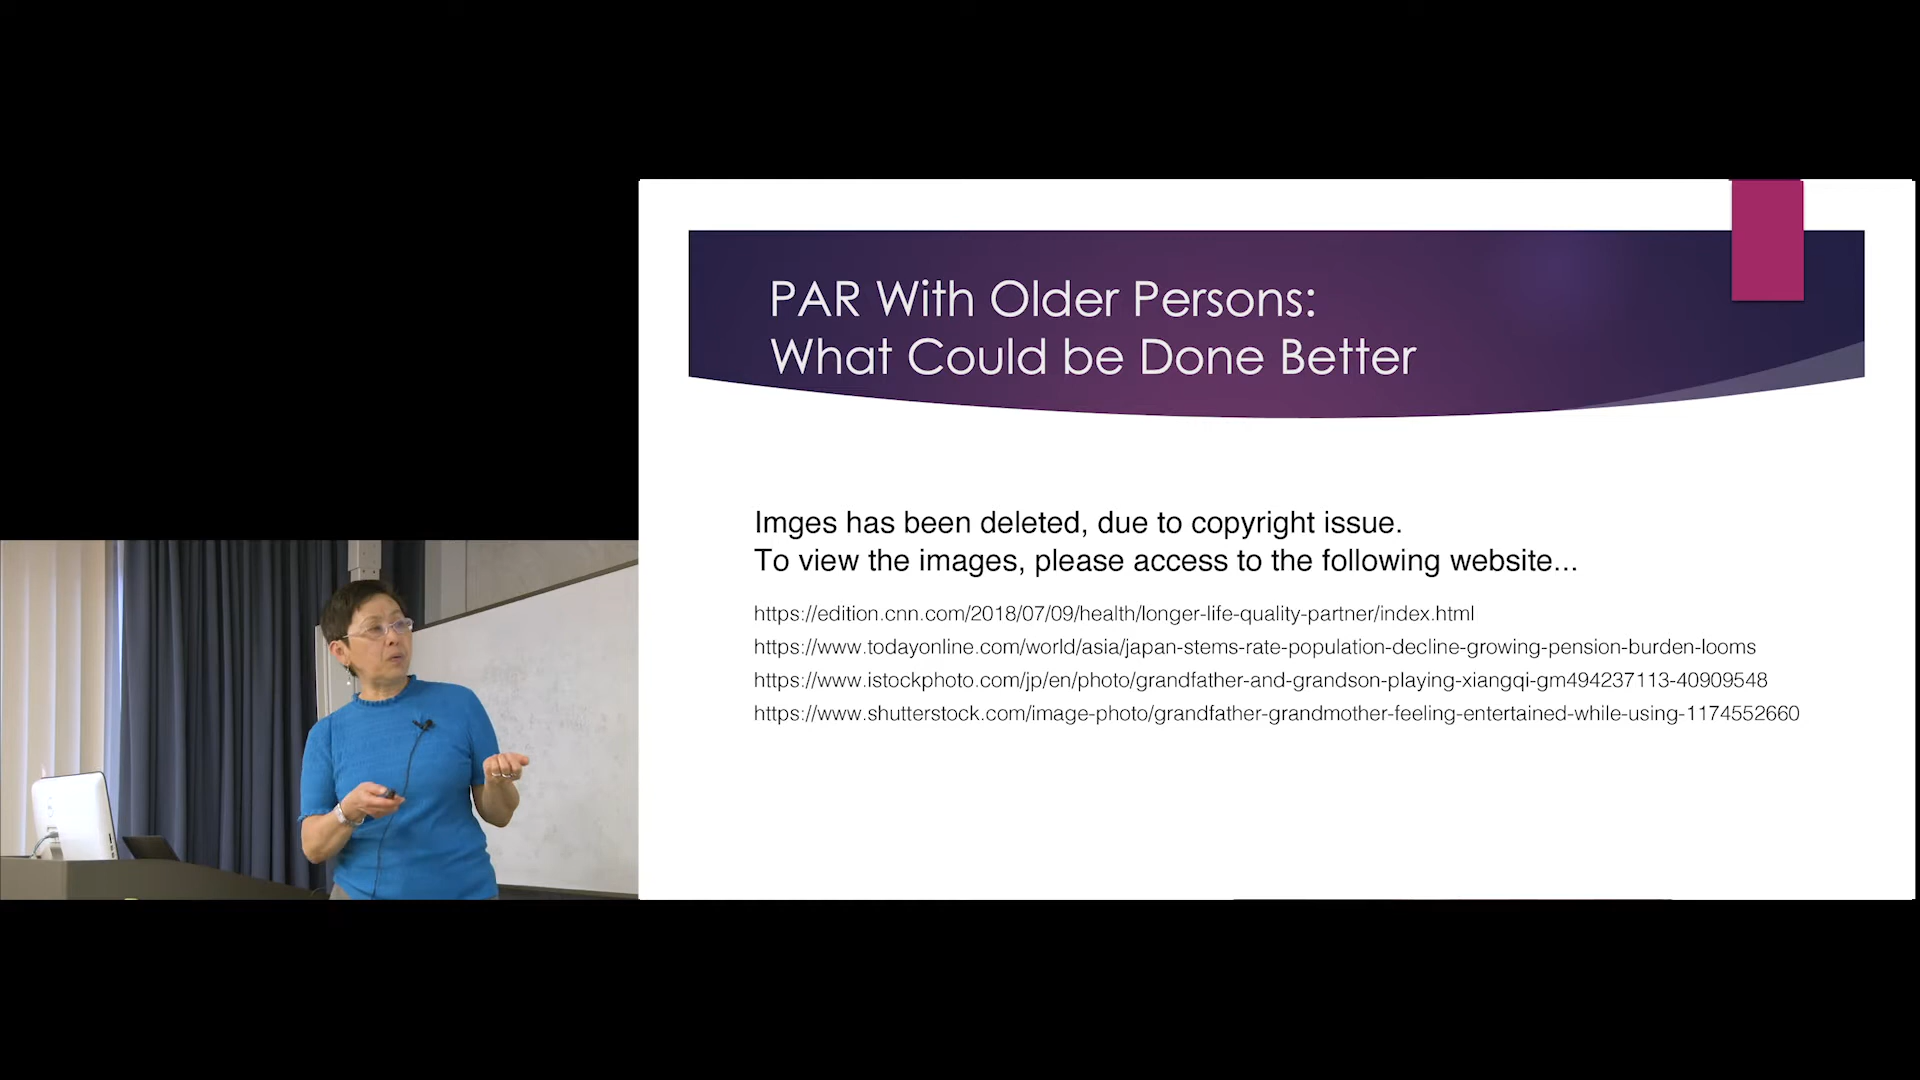 PAR With Older Persons:
What Could be Done Better
Imges has been deleted, due to copyright issue.
To view the images, please access to the following website...
https://edition.cnn.com/2018/07/09/health/longer-life-quality-partner/index.html
https://www.todayonline.com/world/asia/japan-stems-rate-population-decline-growing-pension-burden-looms
https://www.istockphoto.com/jp/en/photo/grandfather-and-grandson-playing-xiangqi-gm494237113-40909548
https://www.shutterstock.com/image-photo/grandfather-grandmother-feeling-entertained-while-using-1174552660